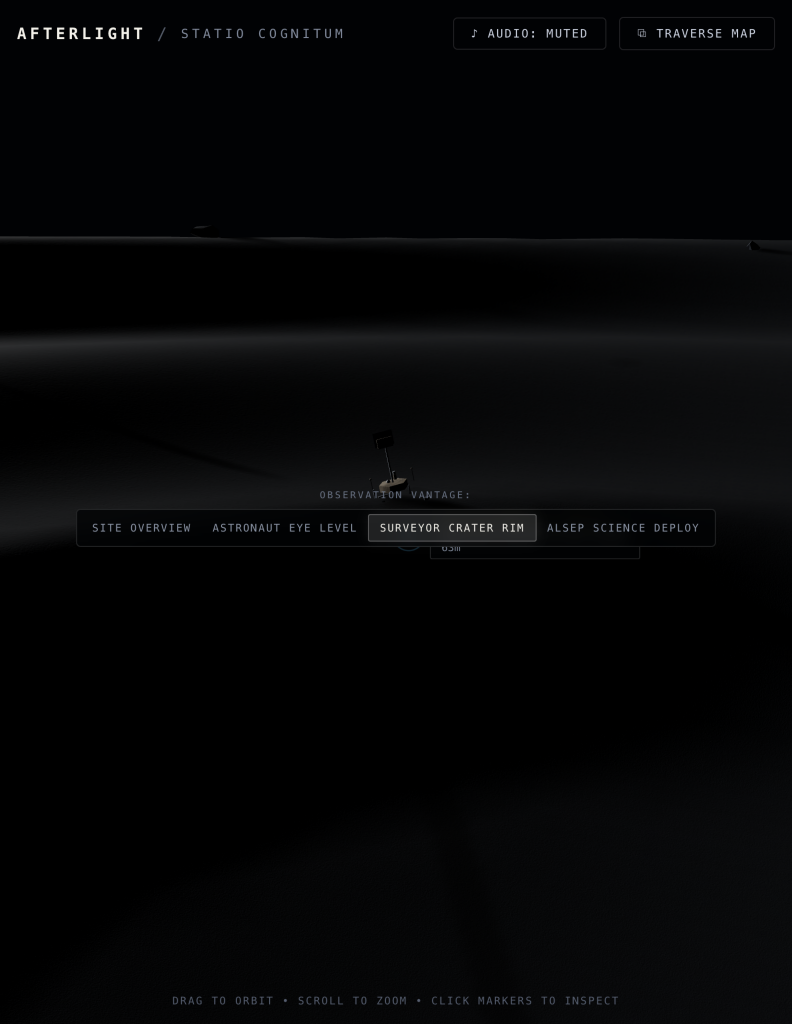 AFTERLIGHT / STATIO COGNITUM
♪ AUDIO: MUTED
TRAVERSE MAP
OBSERVATION VANTAGE:
SITE OVERVIEW ASTRONAUT EYE LEVEL SURVEYOR CRATER RIM ALSEP SCIENCE DEPLOY
DRAG TO ORBIT • SCROLL TO ZOOM • CLICK MARKERS TO INSPECT